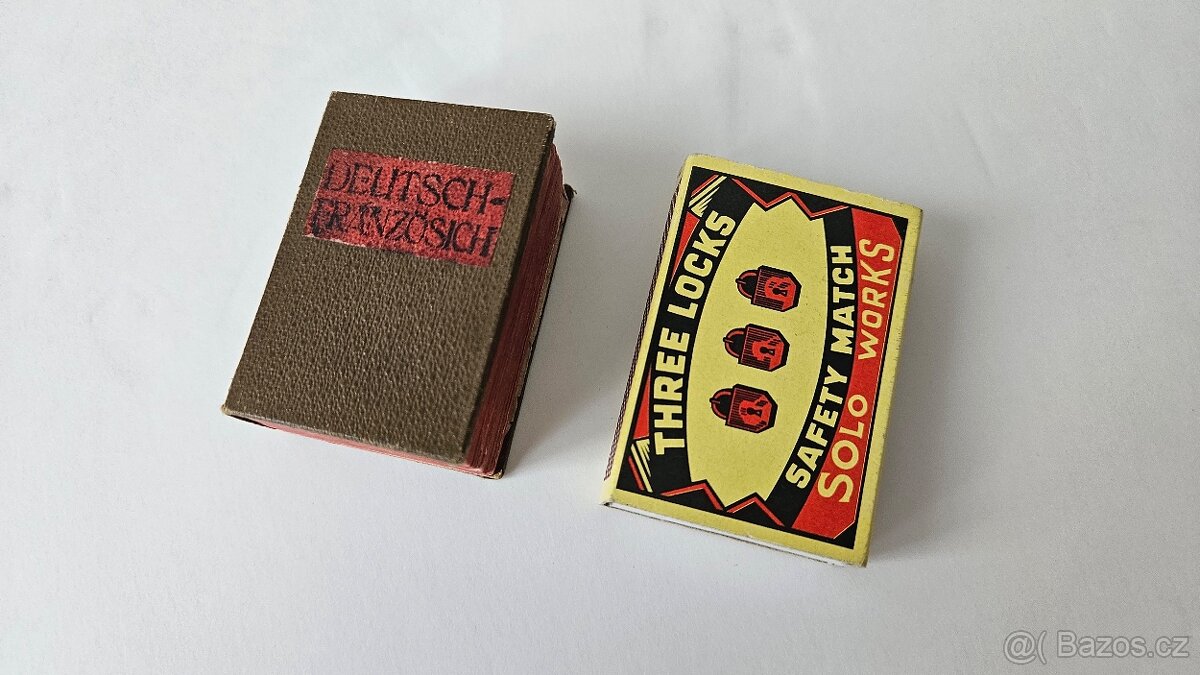 DEUTSCH-
FRANZÖSICH
THREE LOCKS
SAFETY MATCH
SOLO WORKS
@( Bazos.cz